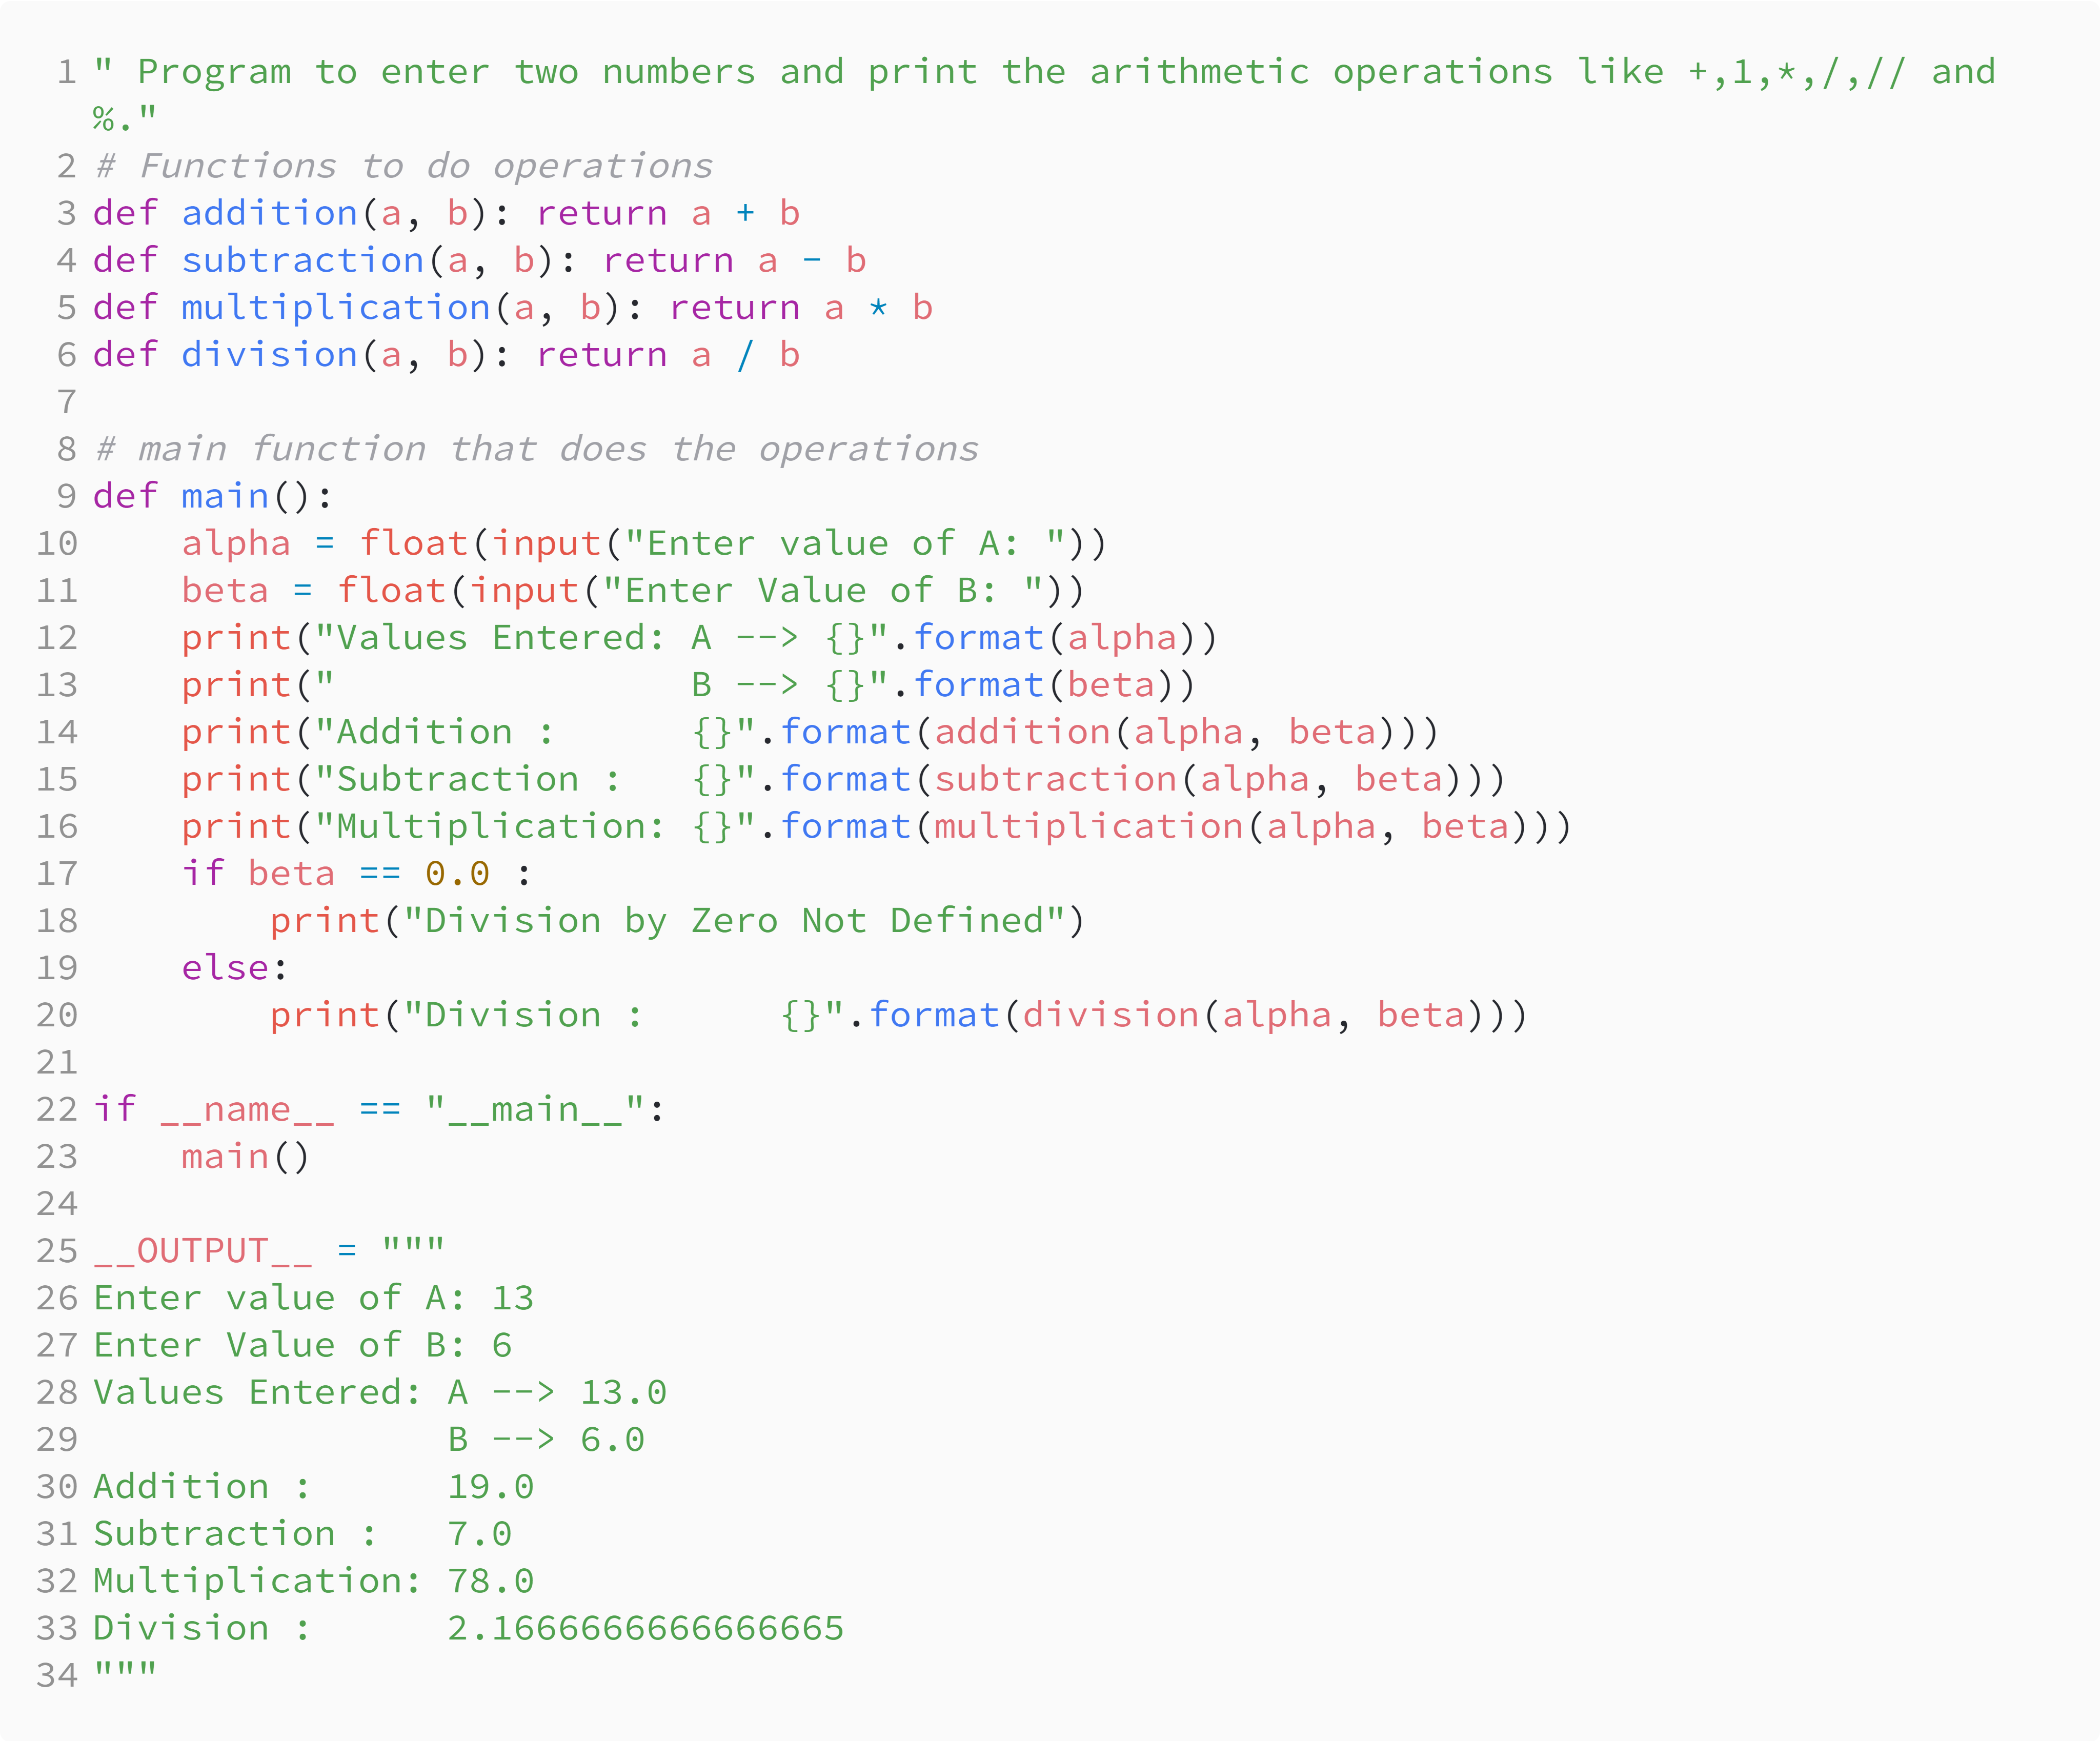 1 " Program to enter two numbers and print the arithmetic operations like +,1,*,/,// and
%."
2 # Functions to do operations
3 def addition(a, b): return a + b
4 def subtraction(a, b): return a - b
5 def multiplication(a, b): return a * b
6 def division(a, b): return a / b
7
8 # main function that does the operations
9 def main():
10     alpha = float(input("Enter value of A: "))
11     beta = float(input("Enter Value of B: "))
12     print("Values Entered: A --> {}".format(alpha))
13     print("                B --> {}".format(beta))
14     print("Addition :      {}".format(addition(alpha, beta)))
15     print("Subtraction :   {}".format(subtraction(alpha, beta)))
16     print("Multiplication: {}".format(multiplication(alpha, beta)))
17     if beta == 0.0 :
18         print("Division by Zero Not Defined")
19     else:
20         print("Division :      {}".format(division(alpha, beta)))
21
22 if __name__ == "__main__":
23     main()
24
25 __OUTPUT__ = """
26 Enter value of A: 13
27 Enter Value of B: 6
28 Values Entered: A --> 13.0
29                 B --> 6.0
30 Addition :      19.0
31 Subtraction :   7.0
32 Multiplication: 78.0
33 Division :      2.1666666666666665
34 """